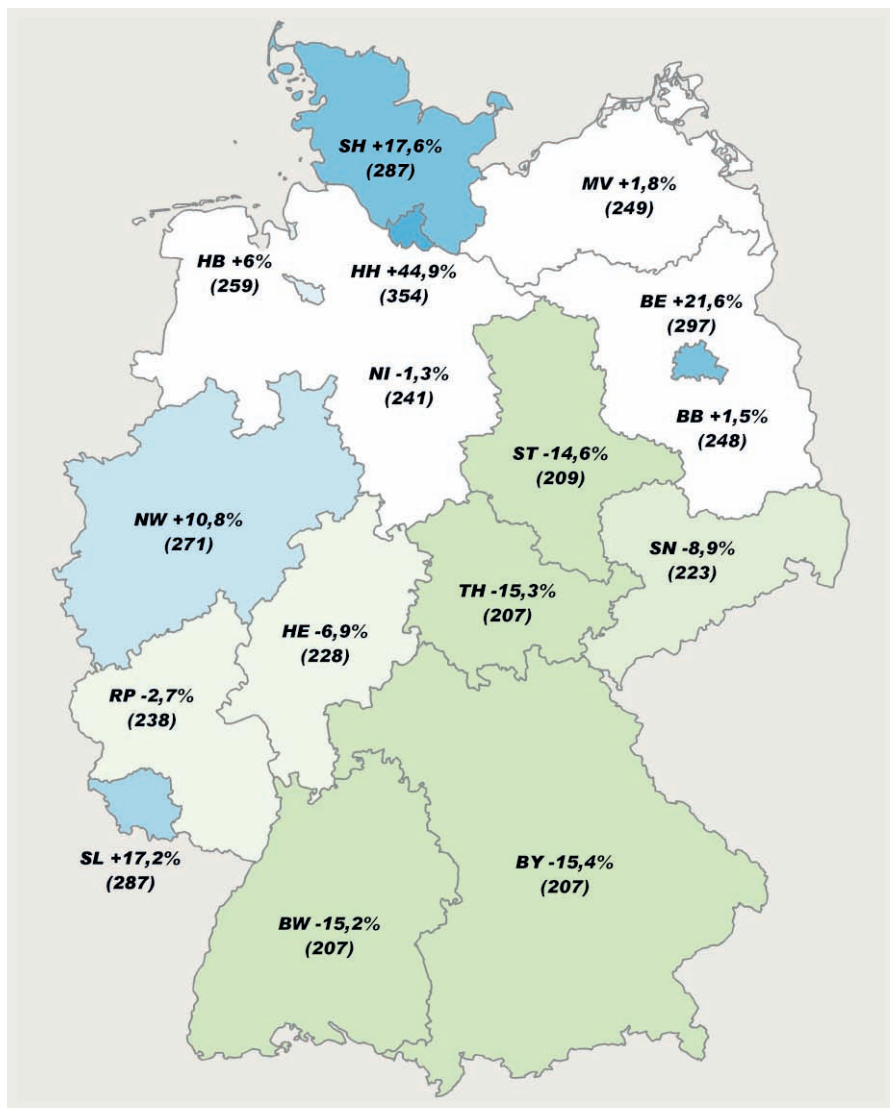 SH +17,6%
(287)
MV +1,8%
(249)
HB +6%
(259)
HH +44,9%
(354)
BE +21,6%
(297)
NI -1,3%
(241)
BB +1,5%
(248)
ST -14,6%
(209)
NW +10,8%
(271)
SN -8,9%
(223)
TH -15,3%
(207)
HE -6,9%
(228)
RP -2,7%
(238)
SL +17,2%
(287)
BY -15,4%
(207)
BW -15,2%
(207)